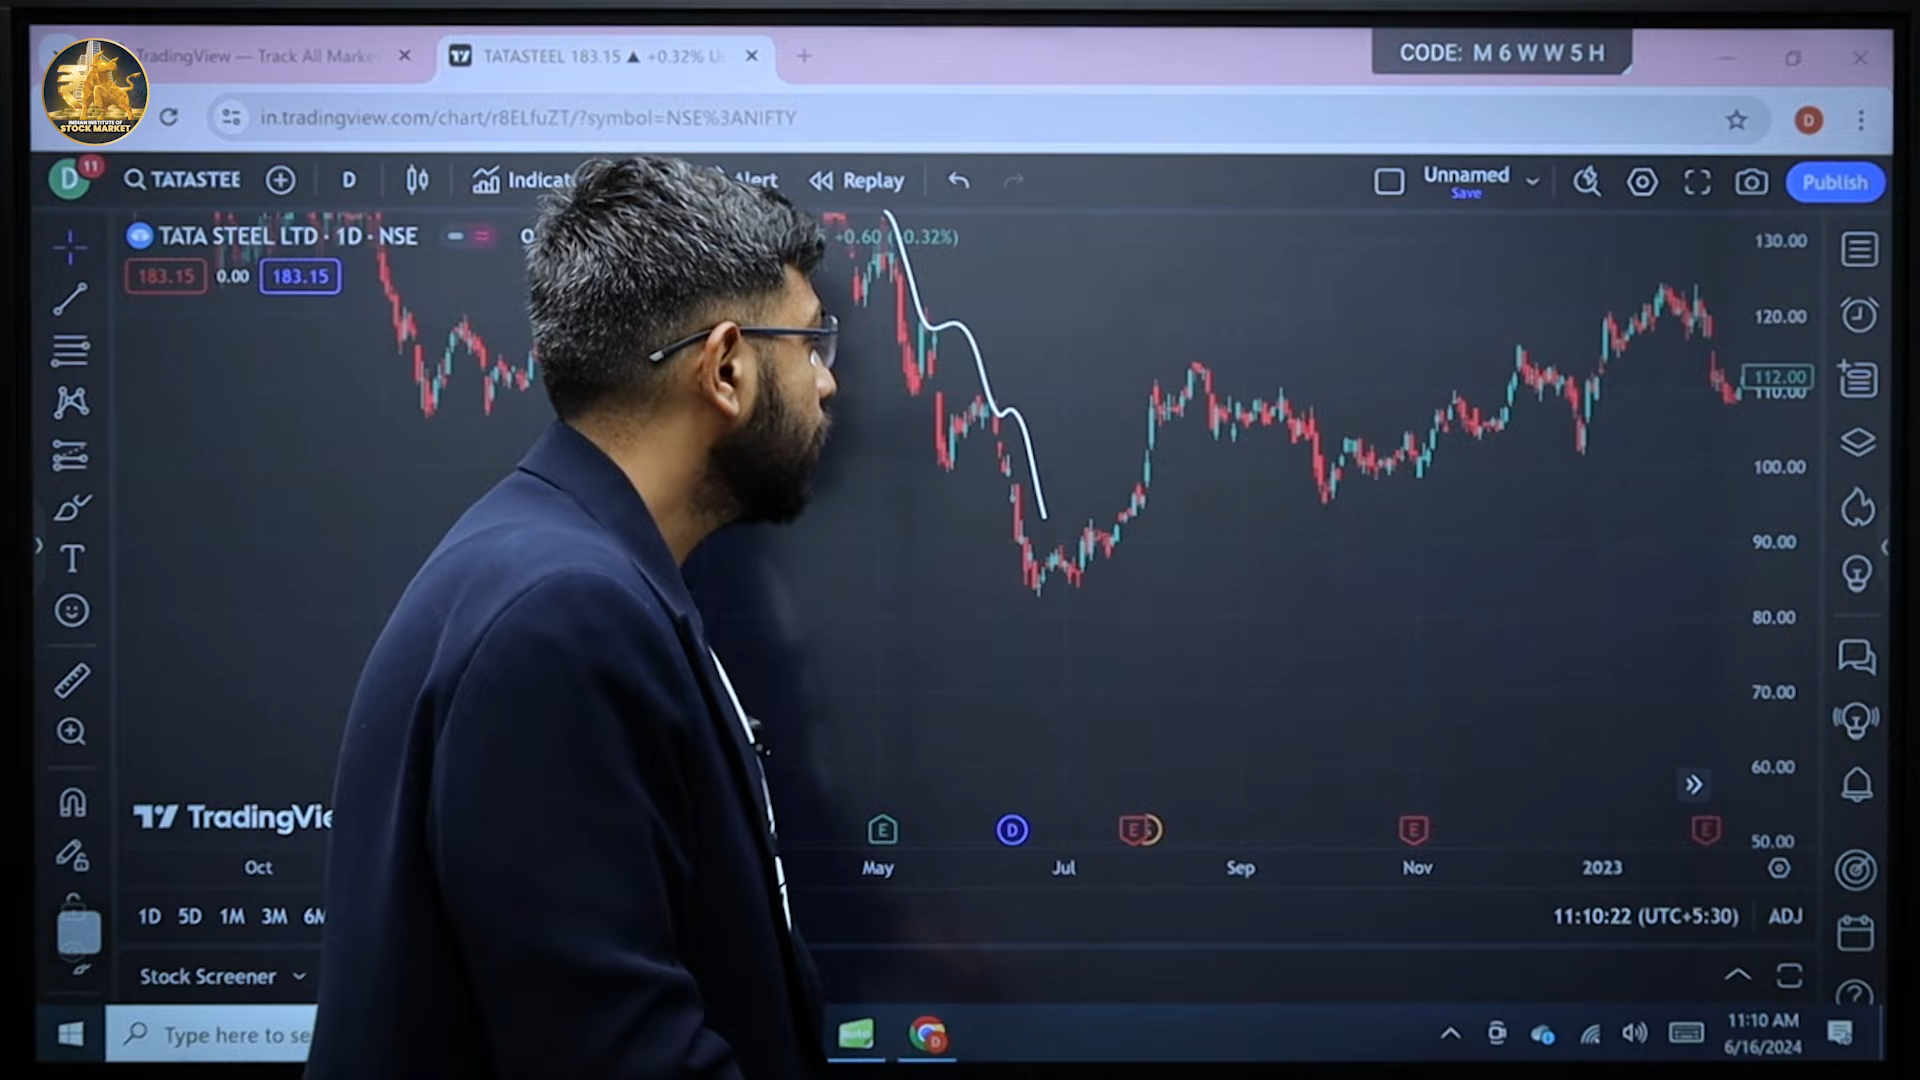 TradingView — Track All Marke
TATASTEEL 183.15 ▲ +0.32% U
CODE: M 6 W W 5 H
INDIAN INSTITUTE OF
STOCK MARKET
in.tradingview.com/chart/r8ELfuZT/?symbol=NSE%3ANIFTY
D
D
11
TATASTEE
D
Indicat
Alert
Replay
Unnamed
Save
Publish
TATA STEEL LTD · 1D · NSE
+0.60
0.32%)
183.15
0.00
183.15
130.00
120.00
112.00
110.00
100.00
90.00
80.00
70.00
60.00
50.00
TradingVie
E
D
E
E
E
Oct
May
Jul
Sep
Nov
2023
1D 5D 1M 3M 6M
11:10:22 (UTC+5:30)
ADJ
Stock Screener
Type here to se
D
11:10 AM
6/16/2024